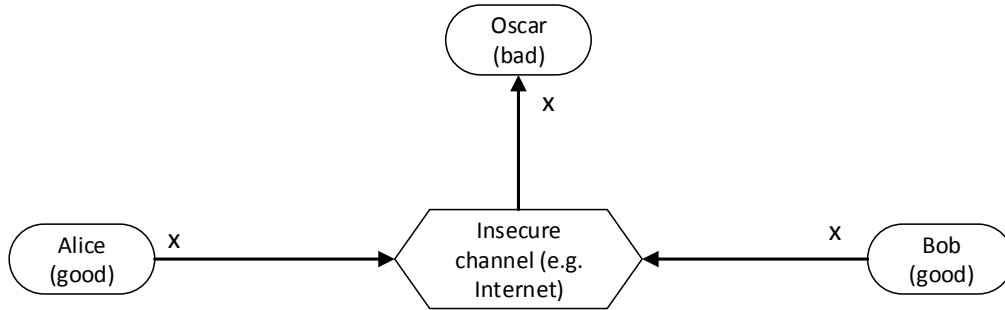 Oscar
(bad)
x
Alice
(good)
x
Insecure
channel (e.g.
Internet)
x
Bob
(good)